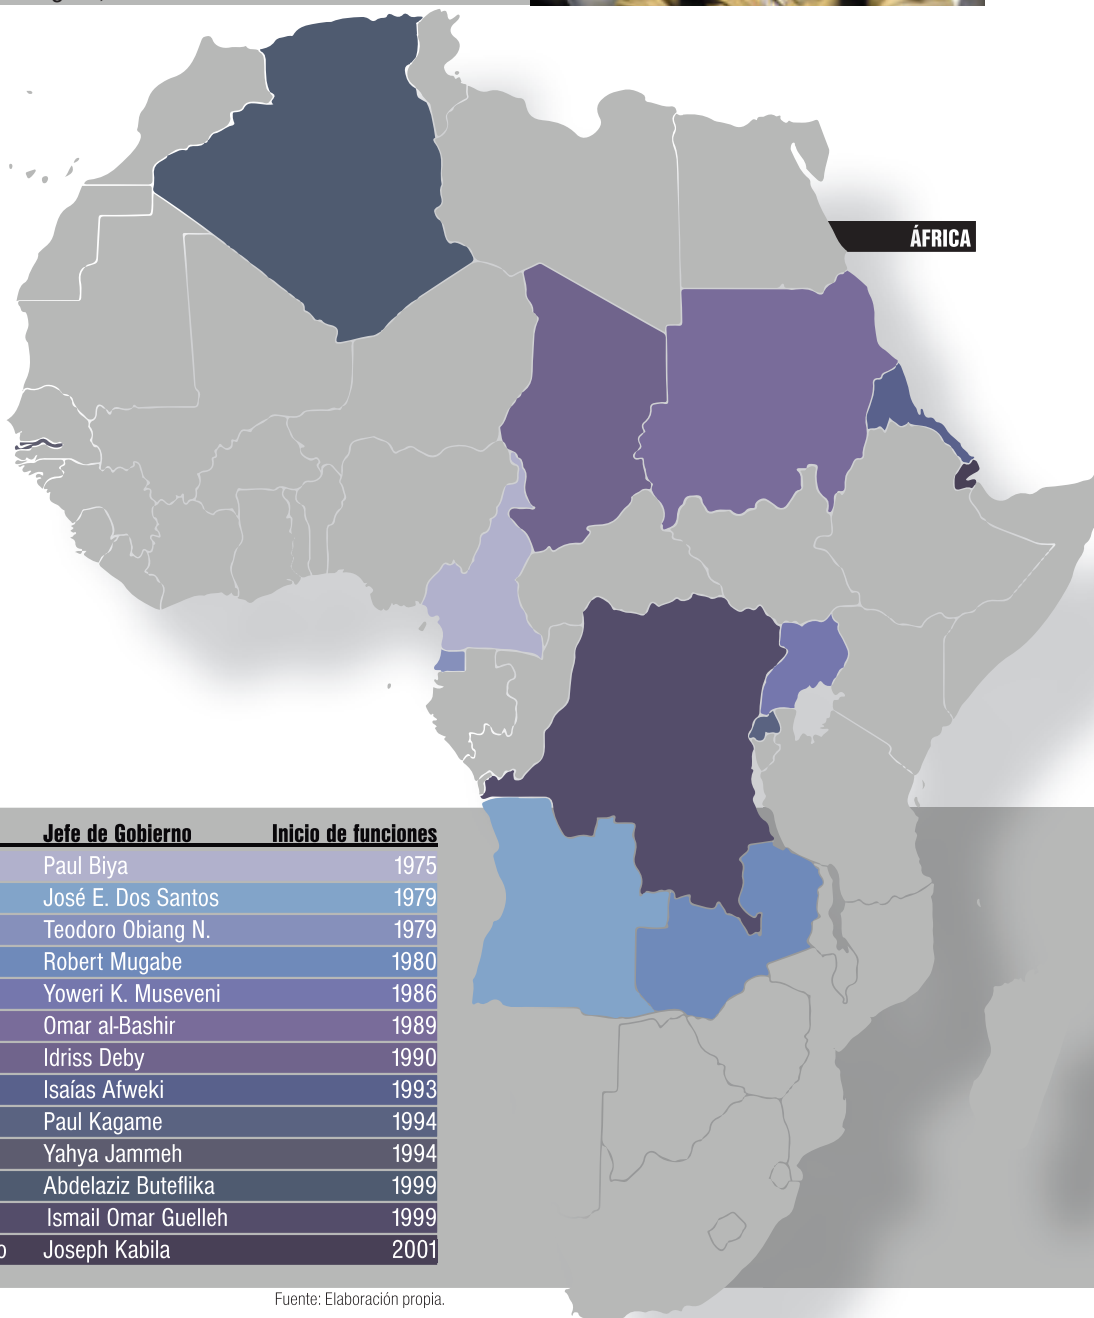 ÁFRICA
Jefe de Gobierno Inicio de funciones
Paul Biya 1975
José E. Dos Santos 1979
Teodoro Obiang N. 1979
Robert Mugabe 1980
Yoweri K. Museveni 1986
Omar al-Bashir 1989
Idriss Deby 1990
Isaías Afweki 1993
Paul Kagame 1994
Yahya Jammeh 1994
Abdelaziz Buteflika 1999
Ismail Omar Guelleh 1999
o Joseph Kabila 2001
Fuente: Elaboración propia.